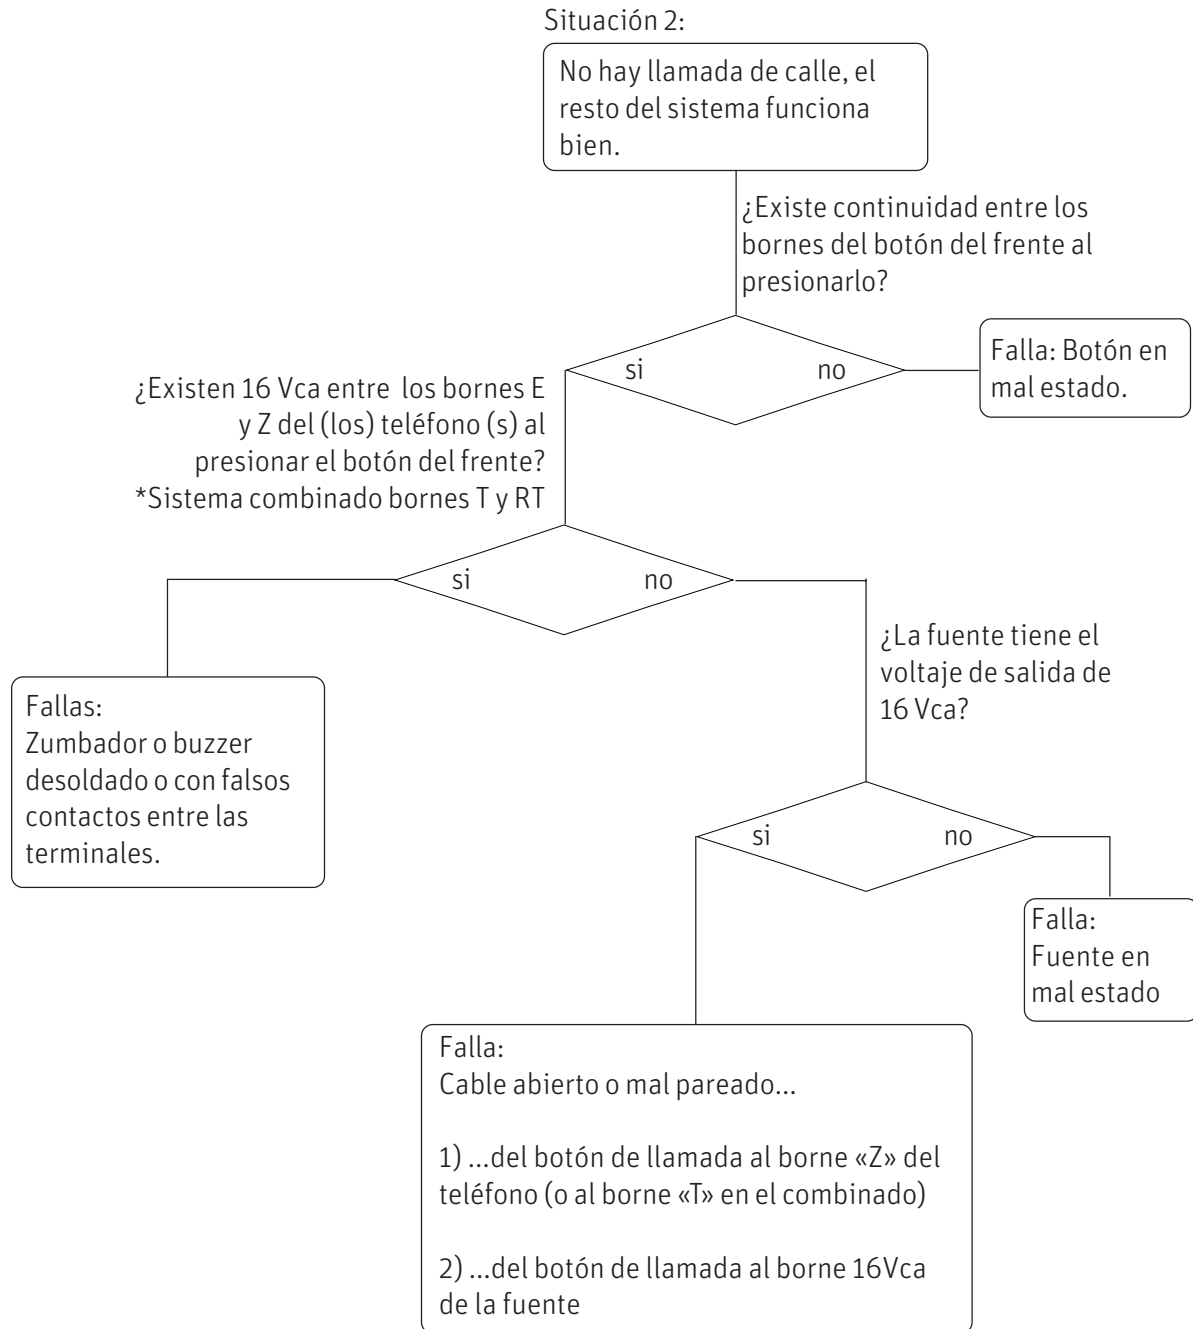 Situación 2:
No hay llamada de calle, el
resto del sistema funciona
bien.
¿Existe continuidad entre los
bornes del botón del frente al
presionarlo?
si
no
Falla: Botón en
mal estado.
¿Existen 16 Vca entre los bornes E
y Z del (los) teléfono (s) al
presionar el botón del frente?
*Sistema combinado bornes T y RT
si
no
Fallas:
Zumbador o buzzer
desoldado o con falsos
contactos entre las
terminales.
¿La fuente tiene el
voltaje de salida de
16 Vca?
si
no
Falla:
Fuente en
mal estado
Falla:
Cable abierto o mal pareado...
1) ...del botón de llamada al borne «Z» del
teléfono (o al borne «T» en el combinado)
2) ...del botón de llamada al borne 16Vca
de la fuente